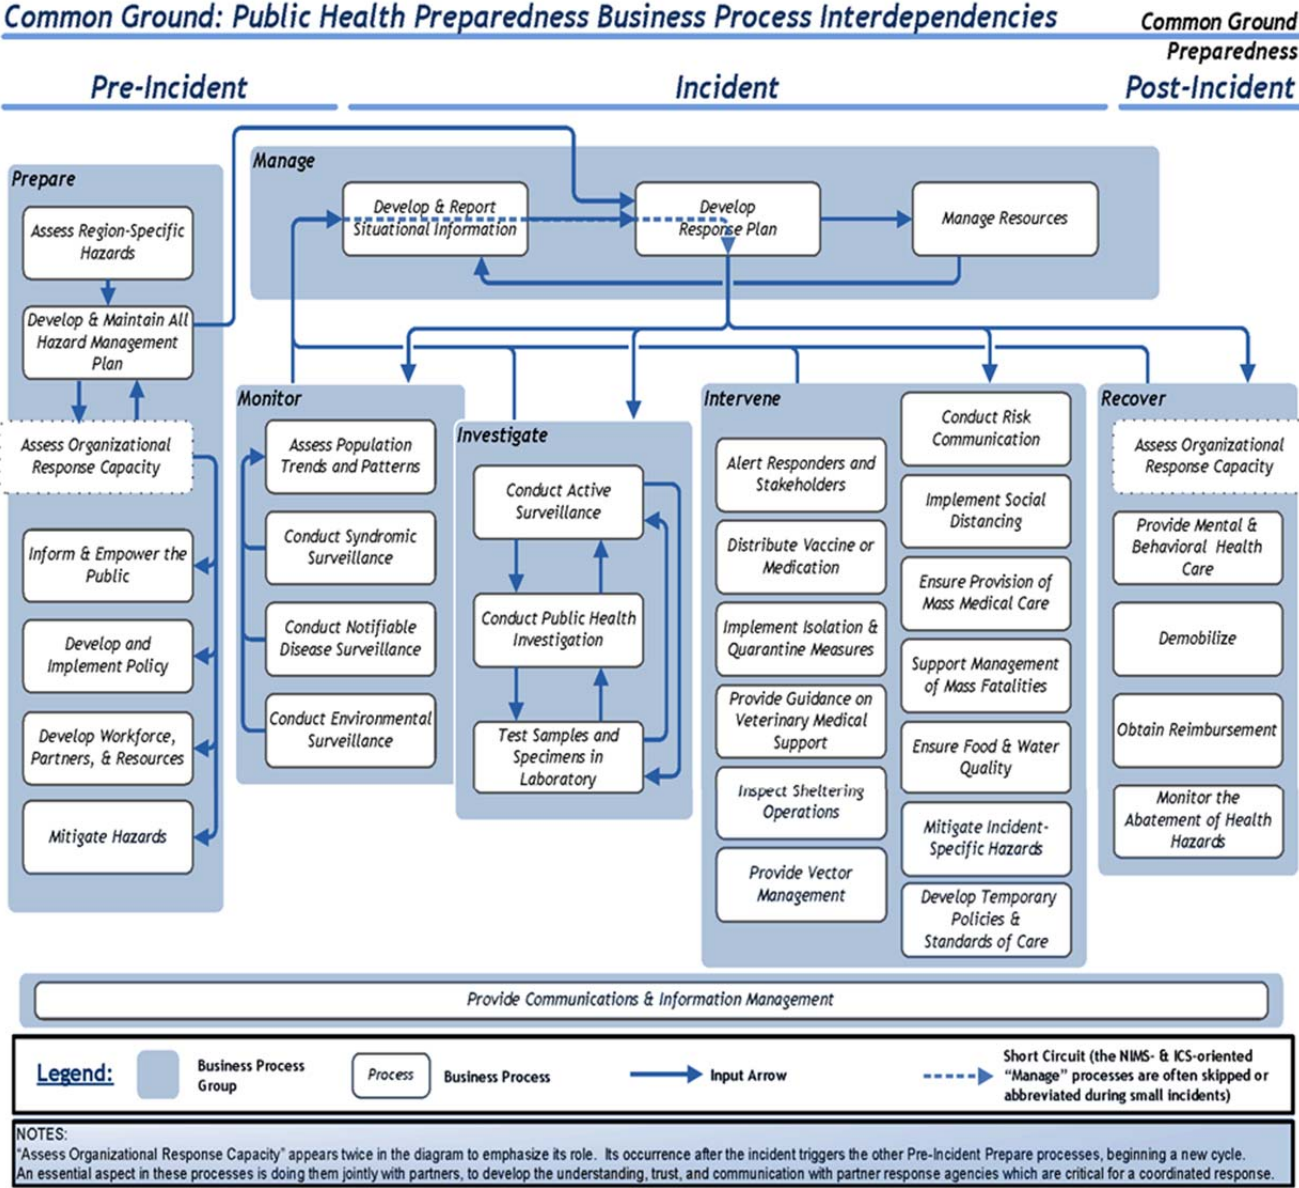 Common Ground: Public Health Preparedness Business Process Interdependencies
Common Ground
Preparedness
Pre-Incident
Incident
Post-Incident
Prepare
Assess Region-Specific
Hazards
Develop & Maintain All
Hazard Management
Plan
Assess Organizational
Response Capacity
Inform & Empower the
Public
Develop and
Implement Policy
Develop Workforce,
Partners, & Resources
Mitigate Hazards
Manage
Develop & Report
Situational Information
Develop
Response Plan
Manage Resources
Monitor
Assess Population
Trends and Patterns
Conduct Syndromic
Surveillance
Conduct Notifiable
Disease Surveillance
Conduct Environmental
Surveillance
Investigate
Conduct Active
Surveillance
Conduct Public Health
Investigation
Test Samples and
Specimens in
Laboratory
Intervene
Alert Responders and
Stakeholders
Distribute Vaccine or
Medication
Implement Isolation &
Quarantine Measures
Provide Guidance on
Veterinary Medical
Support
Inspect Sheltering
Operations
Provide Vector
Management
Conduct Risk
Communication
Implement Social
Distancing
Ensure Provision of
Mass Medical Care
Support Management
of Mass Fatalities
Ensure Food & Water
Quality
Mitigate Incident-
Specific Hazards
Develop Temporary
Policies &
Standards of Care
Recover
Assess Organizational
Response Capacity
Provide Mental &
Behavioral Health
Care
Demobilize
Obtain Reimbursement
Monitor the
Abatement of Health
Hazards
Provide Communications & Information Management
Legend:
Business Process
Group
Process
Business Process
Input Arrow
Short Circuit (the NIMS- & ICS-oriented
"Manage" processes are often skipped or
abbreviated during small incidents)
NOTES:
"Assess Organizational Response Capacity" appears twice in the diagram to emphasize its role. Its occurrence after the incident triggers the other Pre-Incident Prepare processes, beginning a new cycle.
An essential aspect in these processes is doing them jointly with partners, to develop the understanding, trust, and communication with partner response agencies which are critical for a coordinated response.